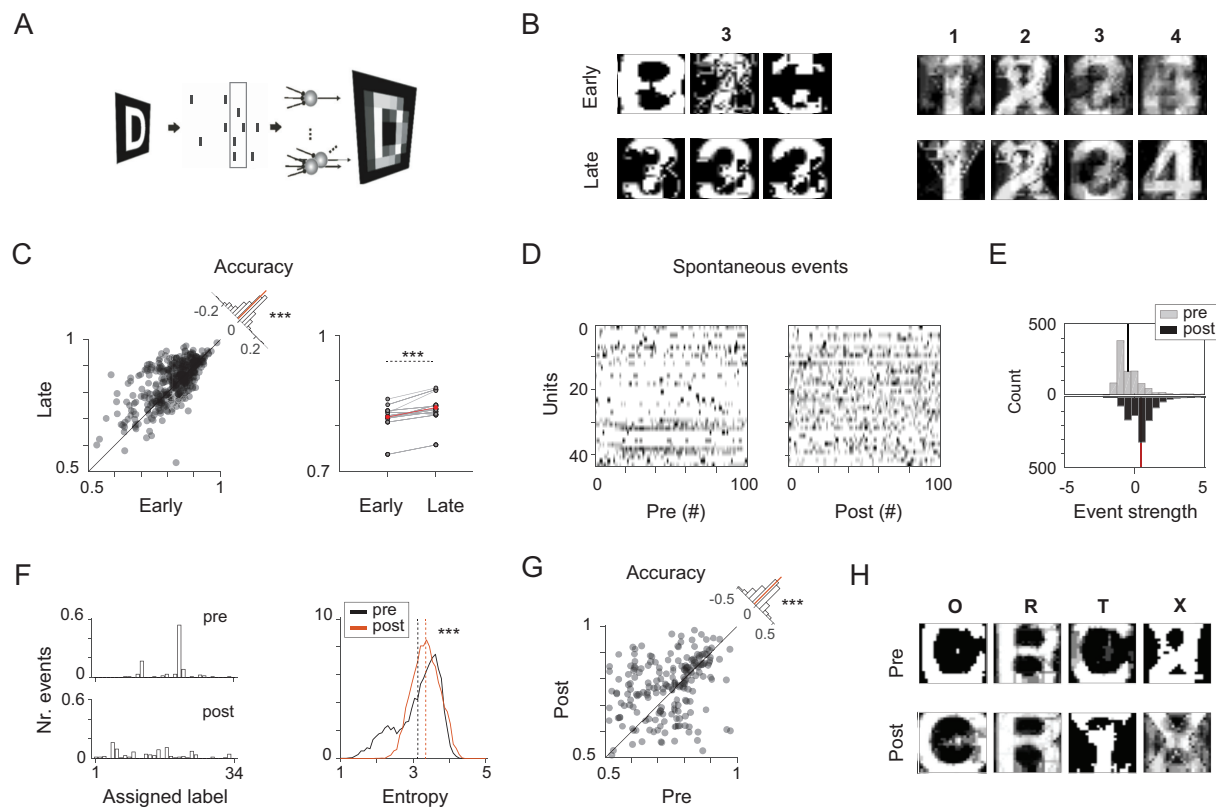 A
D
B
3
1 2 3 4
Early
Late
C
Accuracy
-0.2
0
0.2
***
1
Late
0.5
0.5
1
Early
1
***
0.7
Early
Late
D
Spontaneous events
0
20
40
Units
0
100
Pre (#)
0
100
Post (#)
E
pre
post
500
0
500
Count
-5
0
5
Event strength
F
0.6
pre
0
0.6
post
0
Nr. events
1
34
Assigned label
10
pre
post
***
0
1
3
5
Entropy
G
Accuracy
-0.5
0
0.5
***
1
Post
0.5
0.5
1
Pre
H
O R T X
Pre
Post